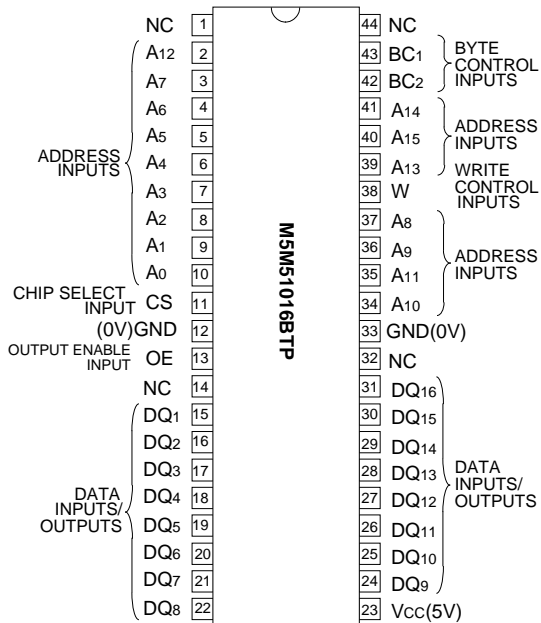 NC 1 44 NC
A12 2 43 BC1 BYTE CONTROL INPUTS
A7 3 42 BC2
A6 4 41 A14 ADDRESS INPUTS
A5 5 40 A15
ADDRESS INPUTS A4 6 39 A13
A3 7 38 W WRITE CONTROL INPUTS
A2 8 37 A8 ADDRESS INPUTS
A1 9 36 A9
A0 10 35 A11
CHIP SELECT INPUT CS 11 34 A10
(0V)GND 12 33 GND(0V)
OUTPUT ENABLE INPUT OE 13 32 NC
NC 14 31 DQ16
DQ1 15 30 DQ15
DQ2 16 29 DQ14
DQ3 17 28 DQ13 DATA INPUTS/ OUTPUTS
DATA INPUTS/ OUTPUTS DQ4 18 27 DQ12
DQ5 19 26 DQ11
DQ6 20 25 DQ10
DQ7 21 24 DQ9
DQ8 22 23 VCC(5V)
M5M51016BTP